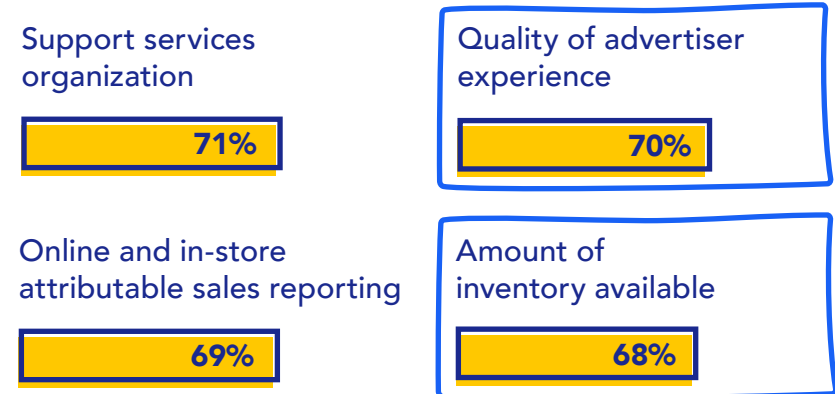 Support services
organization
71%
Quality of advertiser
experience
70%
Online and in-store
attributable sales reporting
69%
Amount of
inventory available
68%